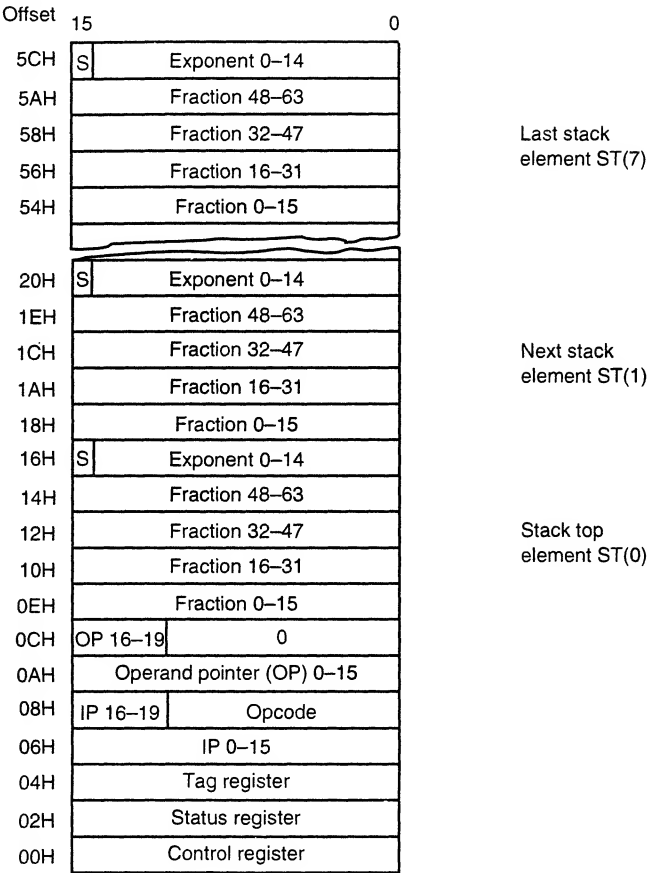 Offset 15 0
5CH S Exponent 0–14
5AH Fraction 48–63
58H Fraction 32–47 Last stack
56H Fraction 16–31 element ST(7)
54H Fraction 0–15
20H S Exponent 0–14
1EH Fraction 48–63
1CH Fraction 32–47 Next stack
1AH Fraction 16–31 element ST(1)
18H Fraction 0–15
16H S Exponent 0–14
14H Fraction 48–63
12H Fraction 32–47 Stack top
10H Fraction 16–31 element ST(0)
0EH Fraction 0–15
0CH OP 16–19 0
0AH Operand pointer (OP) 0–15
08H IP 16–19 Opcode
06H IP 0–15
04H Tag register
02H Status register
00H Control register